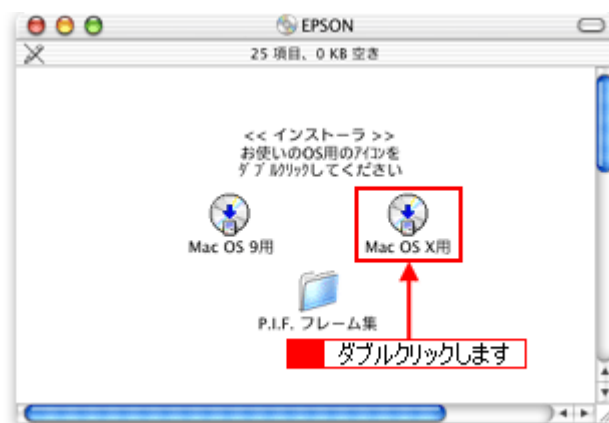 EPSON
25 項目、0 KB 空き
<< インストーラ >>
お使いのOS用のｱｲｺﾝを
ﾀﾞﾌﾞﾙｸﾘｯｸしてください
Mac OS 9用
Mac OS X用
P.I.F. フレーム集
ダブルクリックします